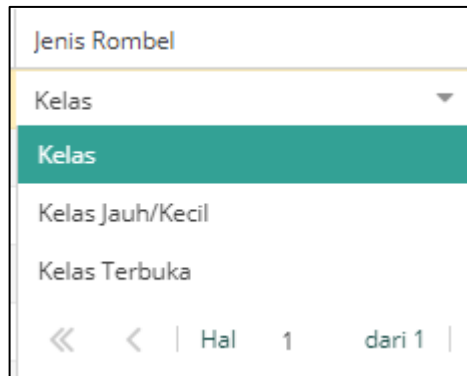 Jenis Rombel
Kelas
Kelas
Kelas Jauh/Kecil
Kelas Terbuka
Hal 1 dari 1